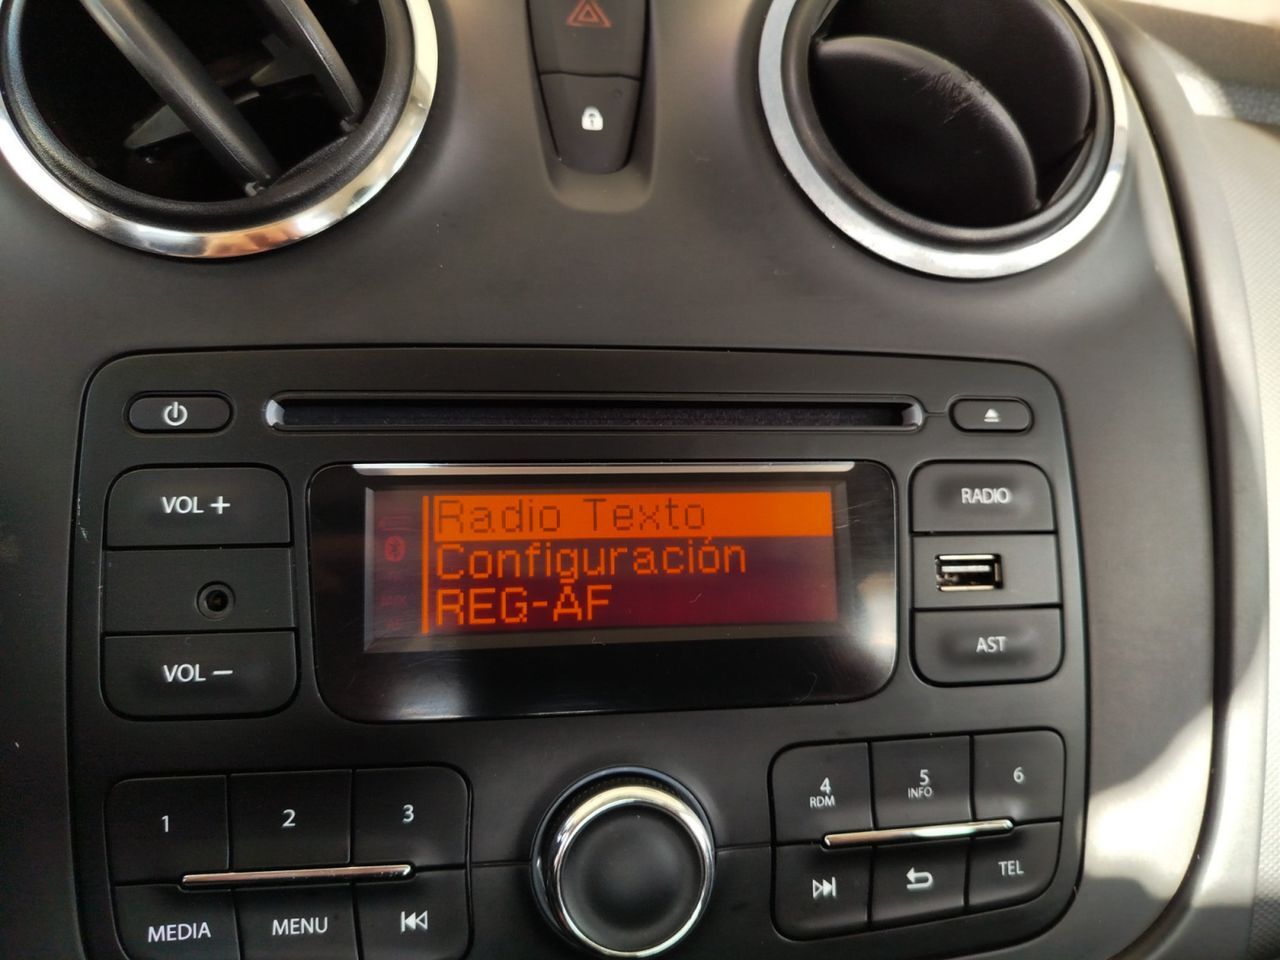 Radio Texto
Configuración
REG-AF
VOL +
VOL −
RADIO
AST
1
2
3
MEDIA
MENU
4
RDM
5
INFO
6
TEL